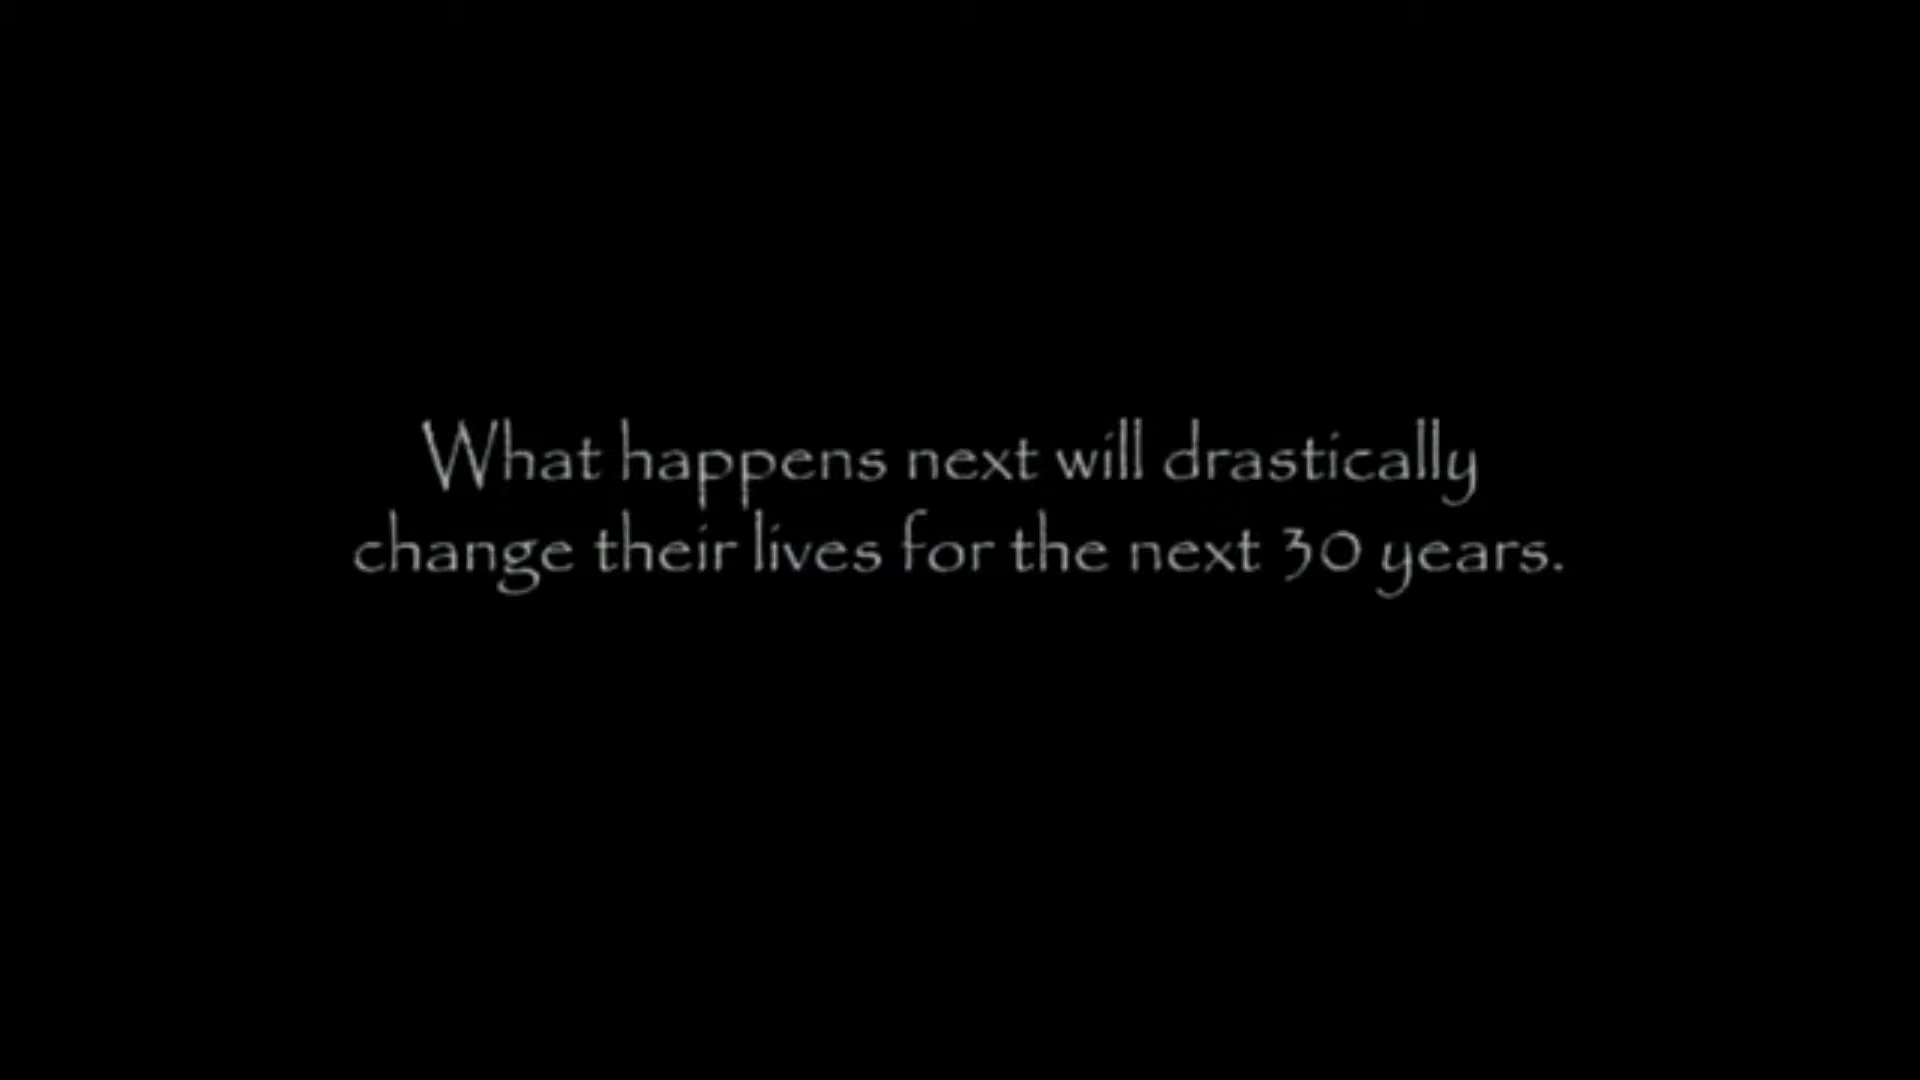 What happens next will drastically
change their lives for the next 30 years.